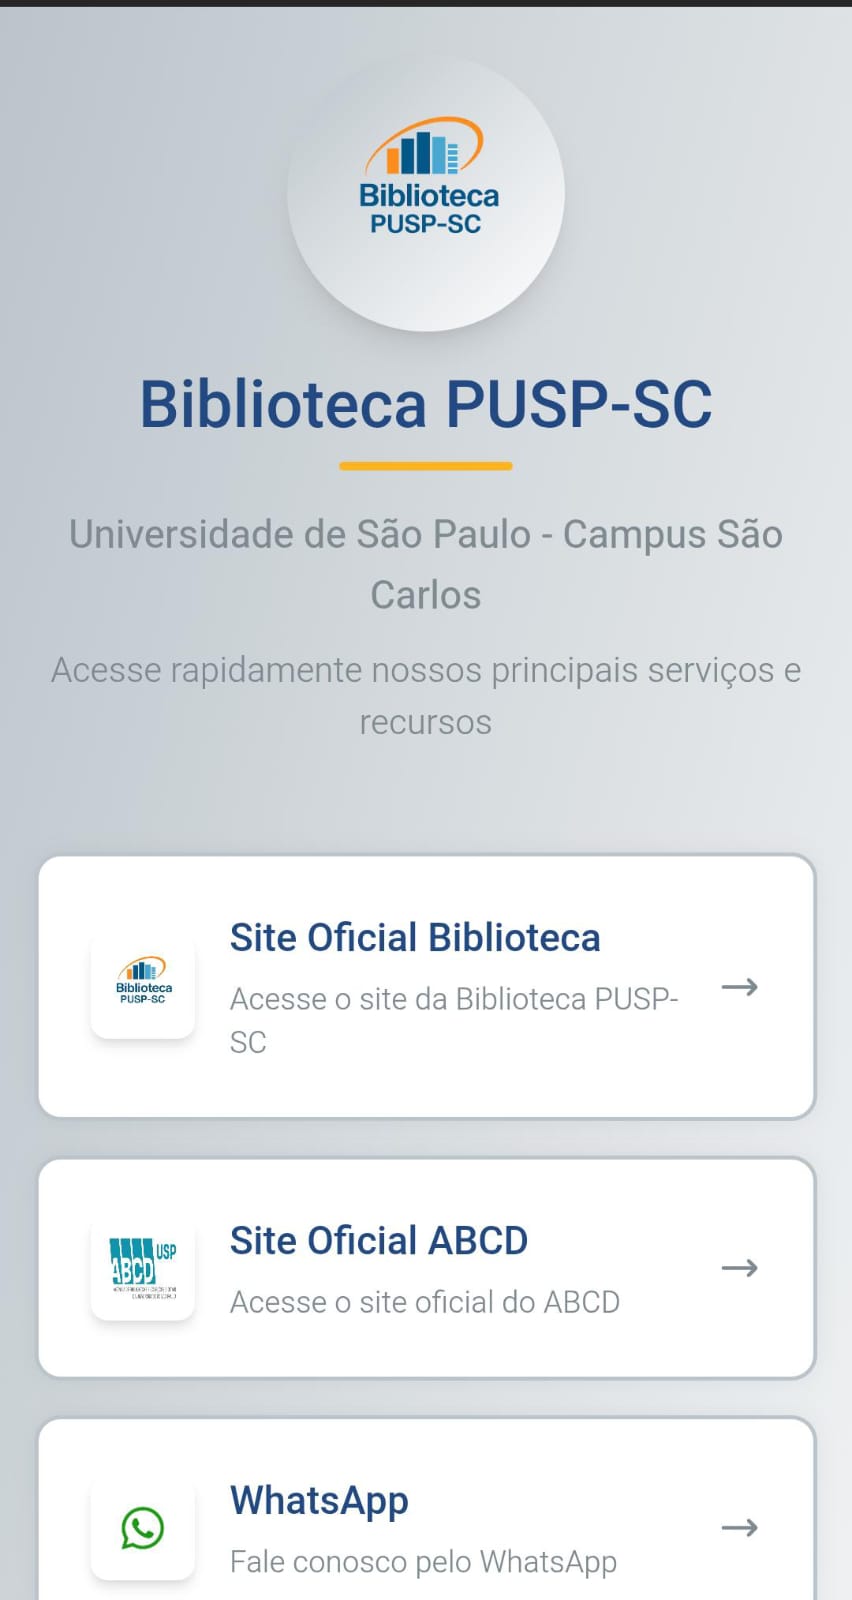 Biblioteca
PUSP-SC
Biblioteca PUSP-SC
Universidade de São Paulo - Campus São
Carlos
Acesse rapidamente nossos principais serviços e
recursos
Biblioteca
PUSP-SC
Site Oficial Biblioteca
Acesse o site da Biblioteca PUSP-
SC
USP
ABCD
Site Oficial ABCD
Acesse o site oficial do ABCD
WhatsApp
Fale conosco pelo WhatsApp